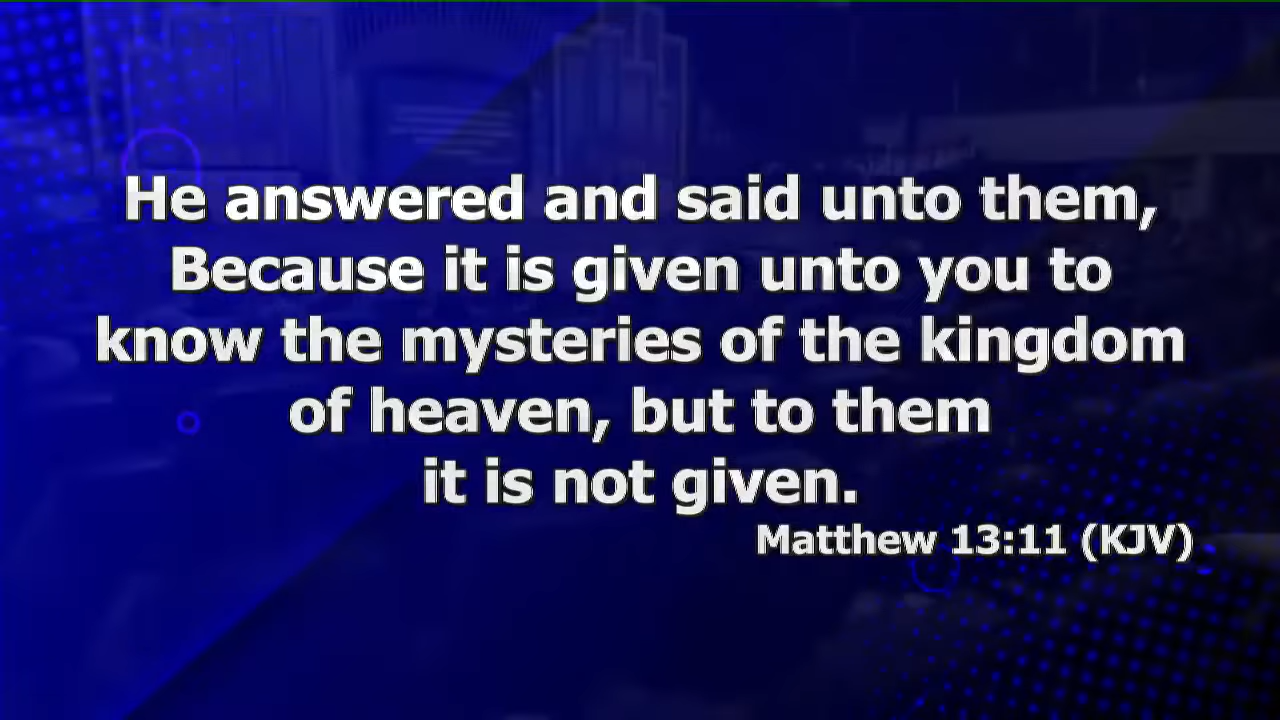 He answered and said unto them,
Because it is given unto you to
know the mysteries of the kingdom
of heaven, but to them
it is not given.
Matthew 13:11 (KJV)